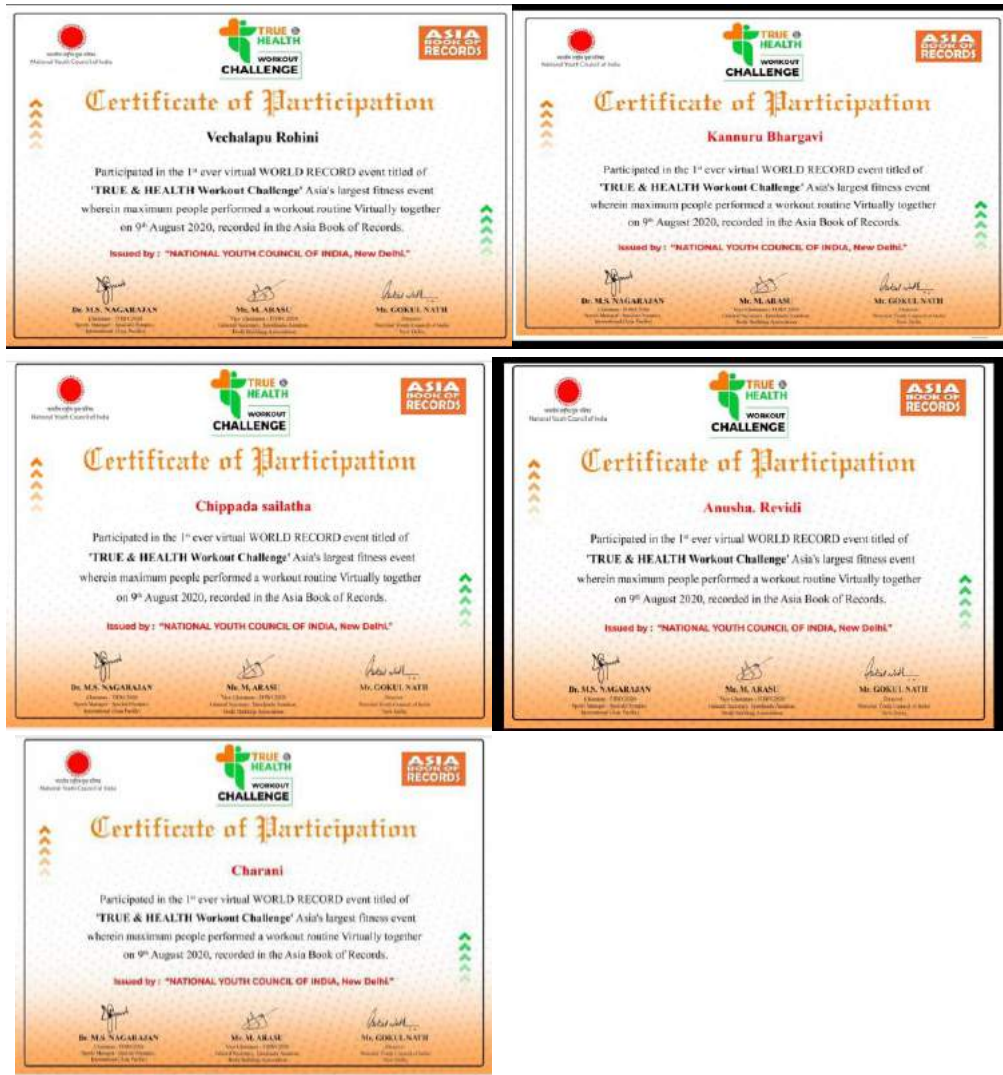 National Youth Council of India
TRUE
HEALTH
WORKOUT
CHALLENGE
ASIA
BOOK OF
RECORDS
Certificate of Participation
Vechalapu Rohini
Participated in the 1st ever virtual WORLD RECORD event titled of
'TRUE & HEALTH Workout Challenge' Asia's largest fitness event
wherein maximum people performed a workout routine Virtually together
on 9th August 2020, recorded in the Asia Book of Records.
Issued by : "NATIONAL YOUTH COUNCIL OF INDIA, New Delhi."
Dr. M.S. NAGARAJAN
Mr. M. ARASU
Mr. GOKUL NATH
National Youth Council of India
TRUE
HEALTH
WORKOUT
CHALLENGE
ASIA
BOOK OF
RECORDS
Certificate of Participation
Kannuru Bhargavi
Participated in the 1st ever virtual WORLD RECORD event titled of
'TRUE & HEALTH Workout Challenge' Asia's largest fitness event
wherein maximum people performed a workout routine Virtually together
on 9th August 2020, recorded in the Asia Book of Records.
Issued by : "NATIONAL YOUTH COUNCIL OF INDIA, New Delhi."
Dr. M.S. NAGARAJAN
Mr. M. ARASU
Mr. GOKUL NATH
National Youth Council of India
TRUE
HEALTH
WORKOUT
CHALLENGE
ASIA
BOOK OF
RECORDS
Certificate of Participation
Chippada sailatha
Participated in the 1st ever virtual WORLD RECORD event titled of
'TRUE & HEALTH Workout Challenge' Asia's largest fitness event
wherein maximum people performed a workout routine Virtually together
on 9th August 2020, recorded in the Asia Book of Records.
Issued by : "NATIONAL YOUTH COUNCIL OF INDIA, New Delhi."
Dr. M.S. NAGARAJAN
Mr. M. ARASU
Mr. GOKUL NATH
National Youth Council of India
TRUE
HEALTH
WORKOUT
CHALLENGE
ASIA
BOOK OF
RECORDS
Certificate of Participation
Anusha. Revidi
Participated in the 1st ever virtual WORLD RECORD event titled of
'TRUE & HEALTH Workout Challenge' Asia's largest fitness event
wherein maximum people performed a workout routine Virtually together
on 9th August 2020, recorded in the Asia Book of Records.
Issued by : "NATIONAL YOUTH COUNCIL OF INDIA, New Delhi."
Dr. M.S. NAGARAJAN
Mr. M. ARASU
Mr. GOKUL NATH
National Youth Council of India
TRUE
HEALTH
WORKOUT
CHALLENGE
ASIA
BOOK OF
RECORDS
Certificate of Participation
Charani
Participated in the 1st ever virtual WORLD RECORD event titled of
'TRUE & HEALTH Workout Challenge' Asia's largest fitness event
wherein maximum people performed a workout routine Virtually together
on 9th August 2020, recorded in the Asia Book of Records.
Issued by : "NATIONAL YOUTH COUNCIL OF INDIA, New Delhi."
Dr. M.S. NAGARAJAN
Mr. M. ARASU
Mr. GOKUL NATH